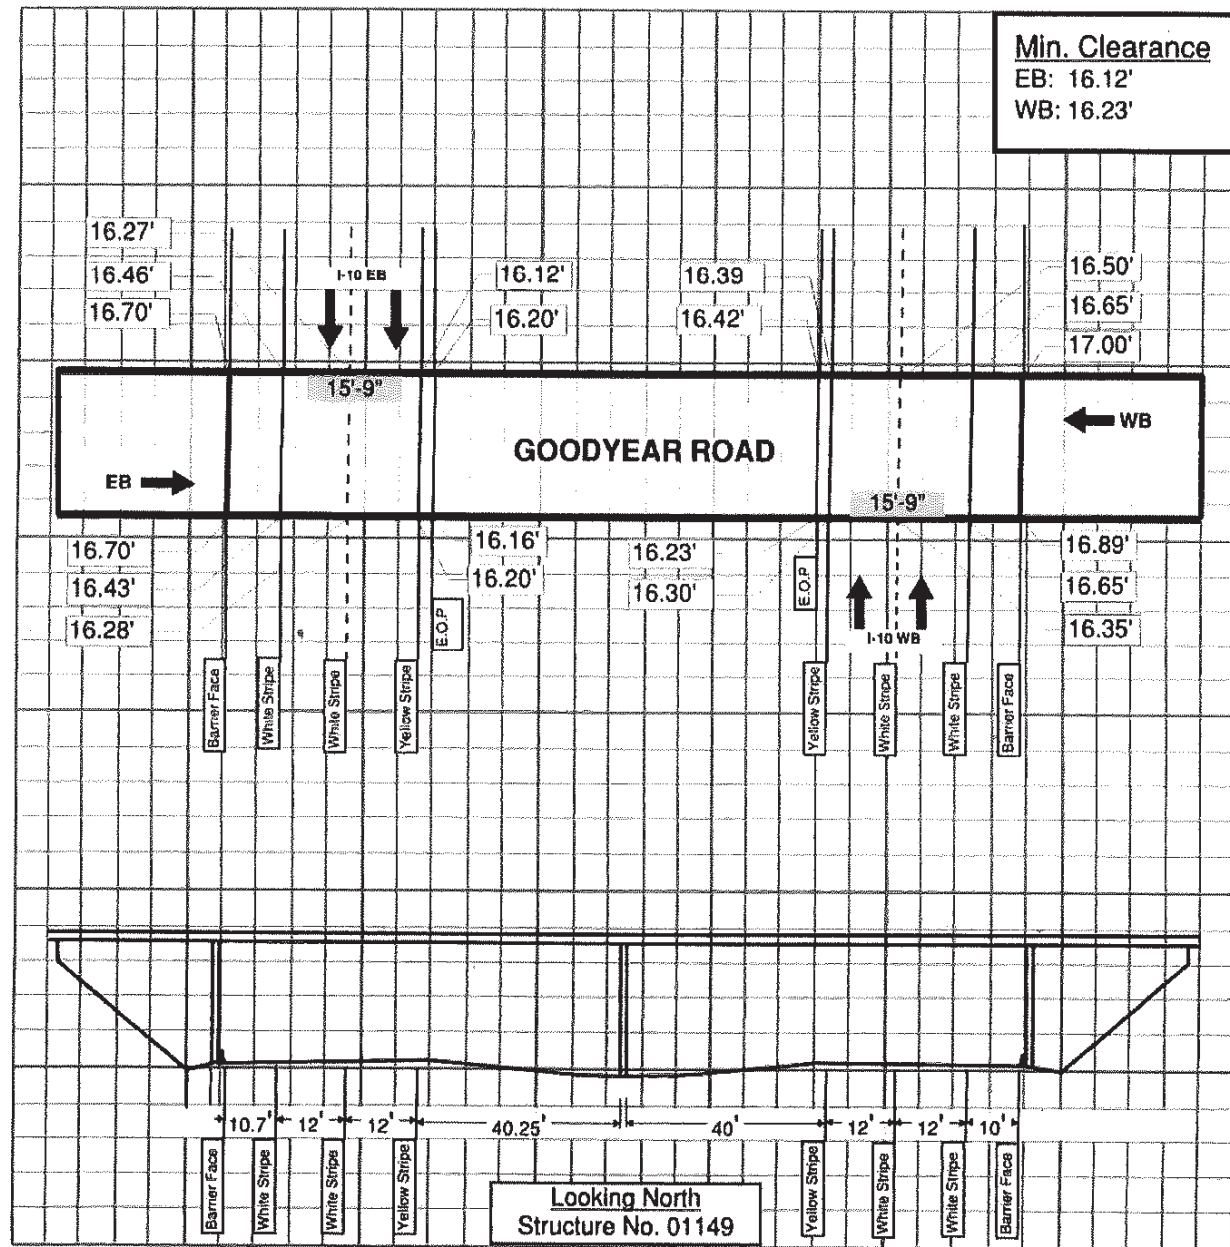 Min. Clearance
EB: 16.12'
WB: 16.23'
16.27'
16.46'
16.70'
I-10 EB
16.12'
16.20'
16.39
16.42'
16.50'
16.65'
17.00'
15'-9"
GOODYEAR ROAD
WB
EB
15'-9"
16.70'
16.43'
16.28'
16.16'
16.20'
E.O.P
16.23'
16.30'
E.O.P
I-10 WB
16.89'
16.65'
16.35'
Barrier Face
White Stripe
White Stripe
Yellow Stripe
Yellow Stripe
White Stripe
White Stripe
Barrier Face
10.7' 12' 12' 40.25' 40' 12' 12' 10'
Barrier Face
White Stripe
White Stripe
Yellow Stripe
Yellow Stripe
White Stripe
White Stripe
Barrier Face
Looking North
Structure No. 01149